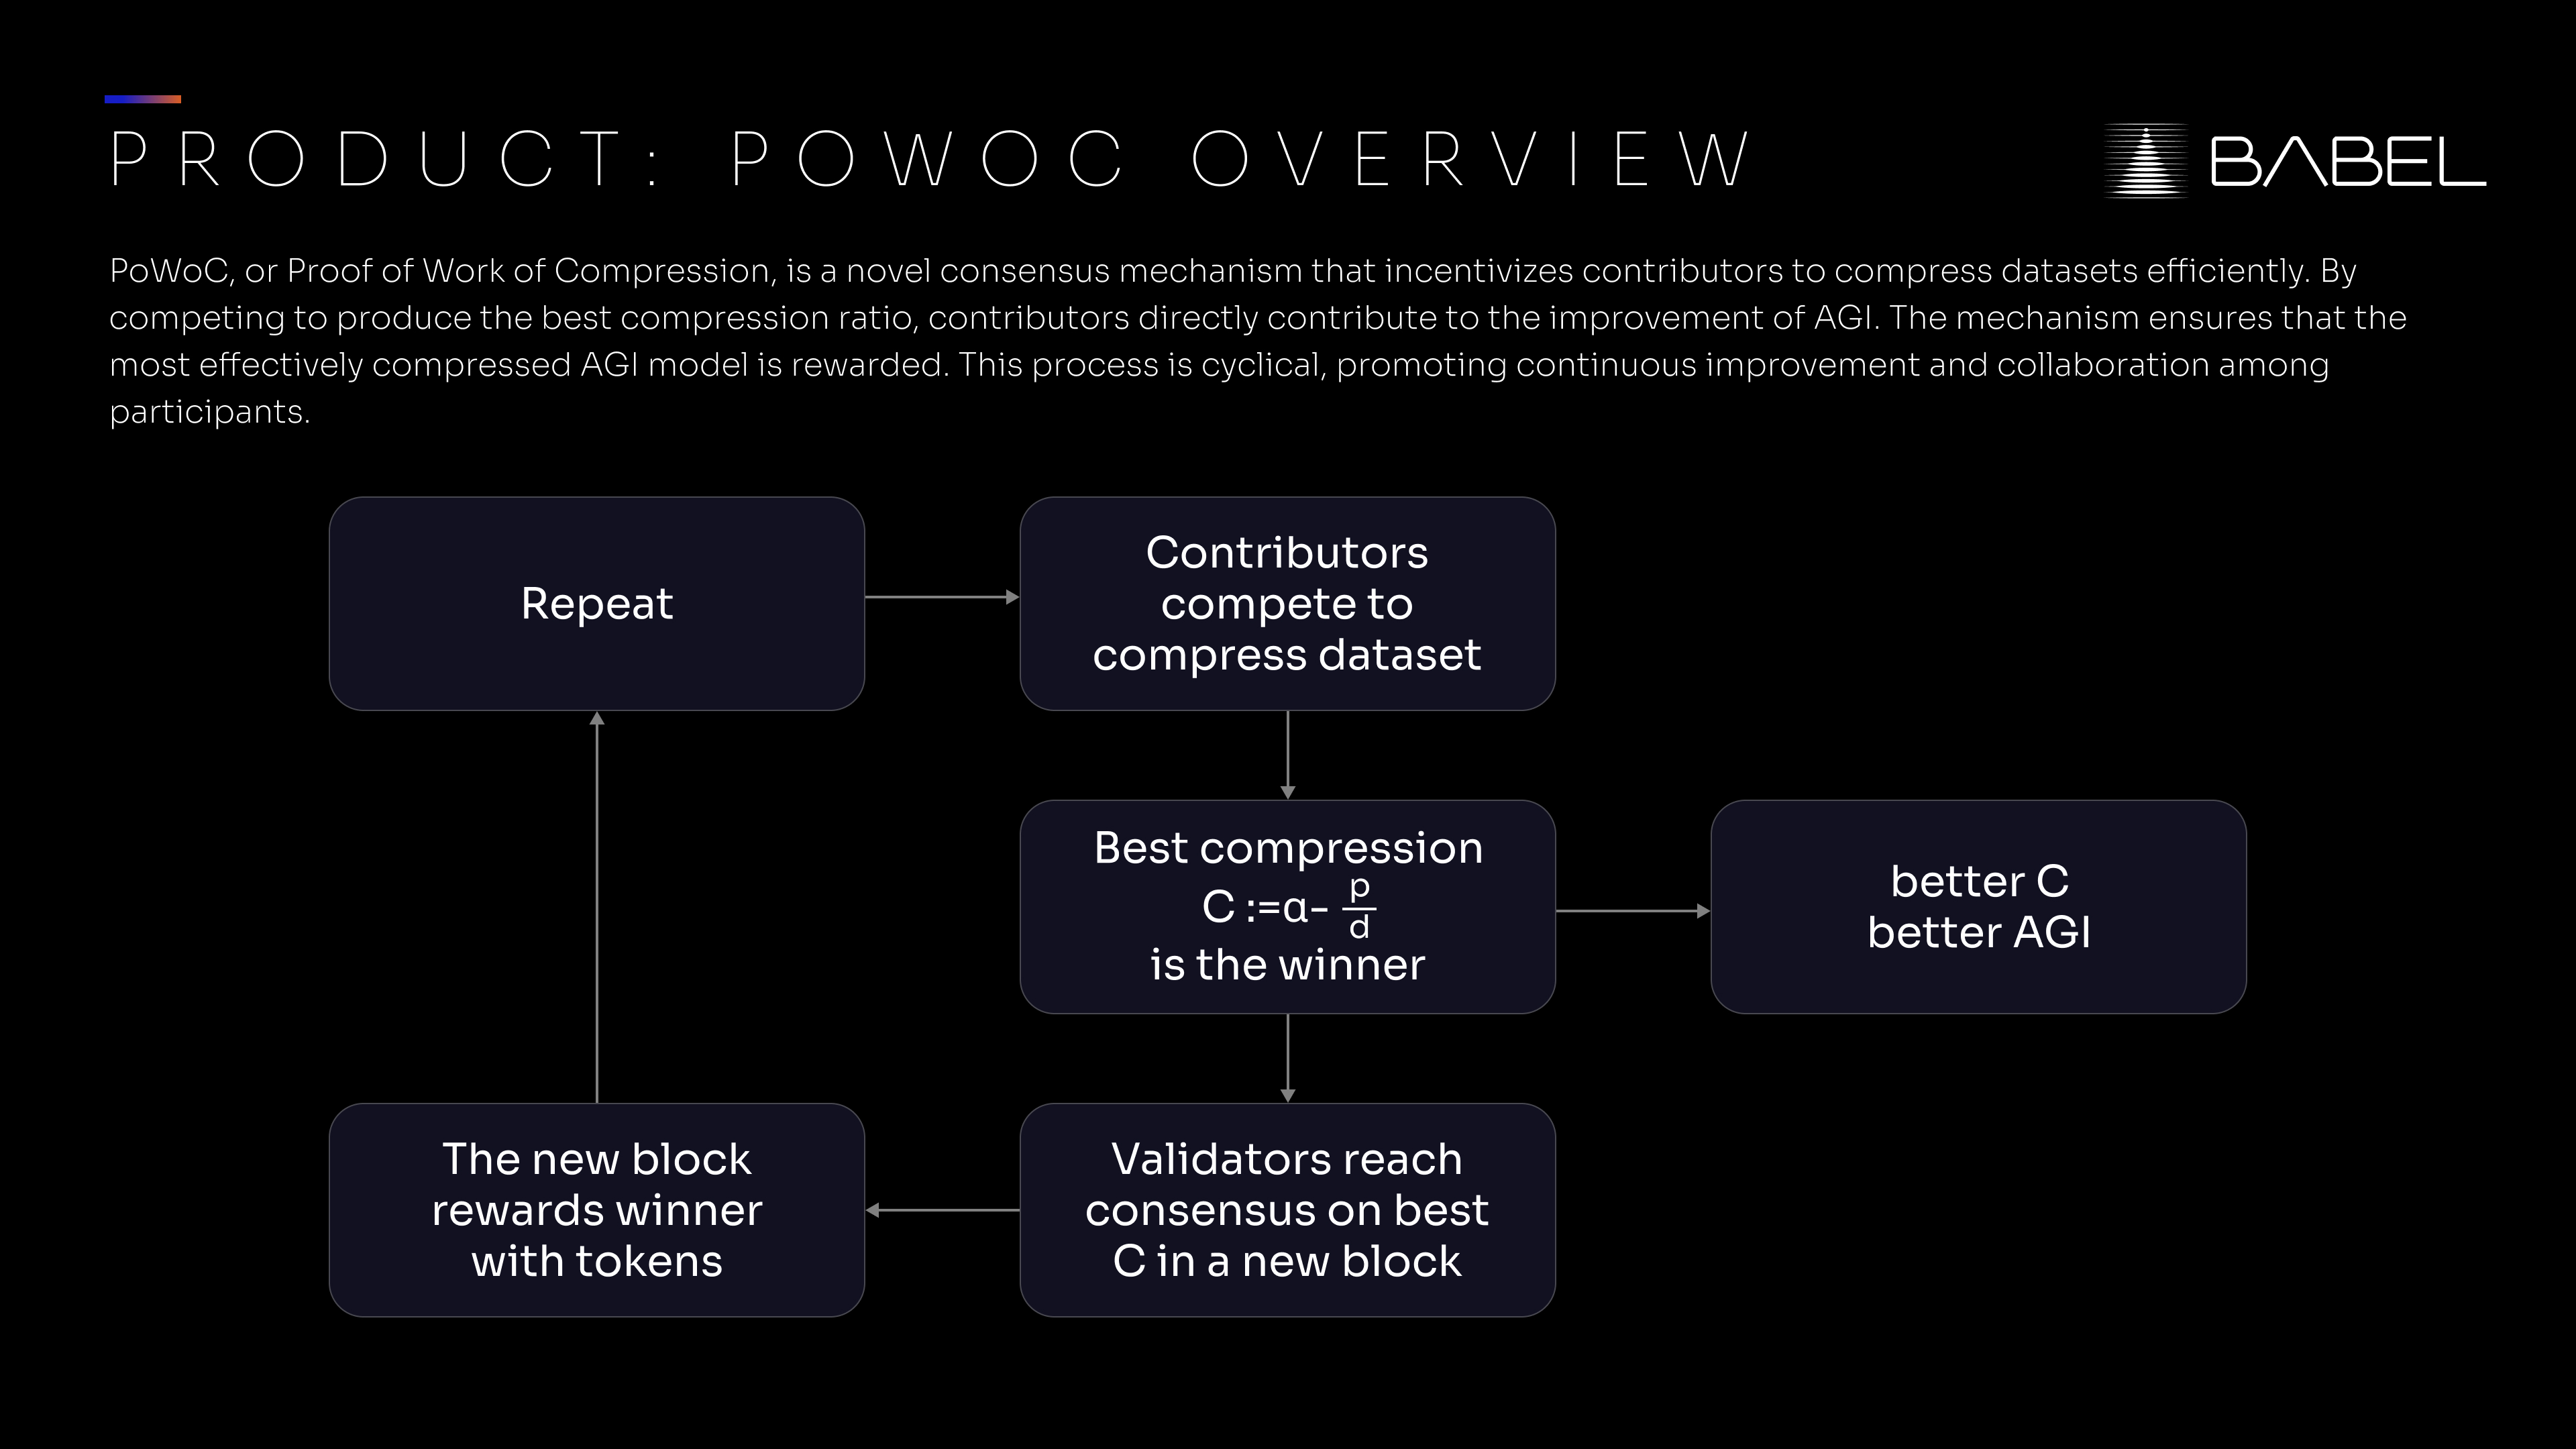 PRODUCT: POWOC OVERVIEW
BABEL
PoWoC, or Proof of Work of Compression, is a novel consensus mechanism that incentivizes contributors to compress datasets efficiently. By
competing to produce the best compression ratio, contributors directly contribute to the improvement of AGI. The mechanism ensures that the
most effectively compressed AGI model is rewarded. This process is cyclical, promoting continuous improvement and collaboration among
participants.
Repeat
Contributors
compete to
compress dataset
Best compression
C :=α- p/d
is the winner
better C
better AGI
The new block
rewards winner
with tokens
Validators reach
consensus on best
C in a new block